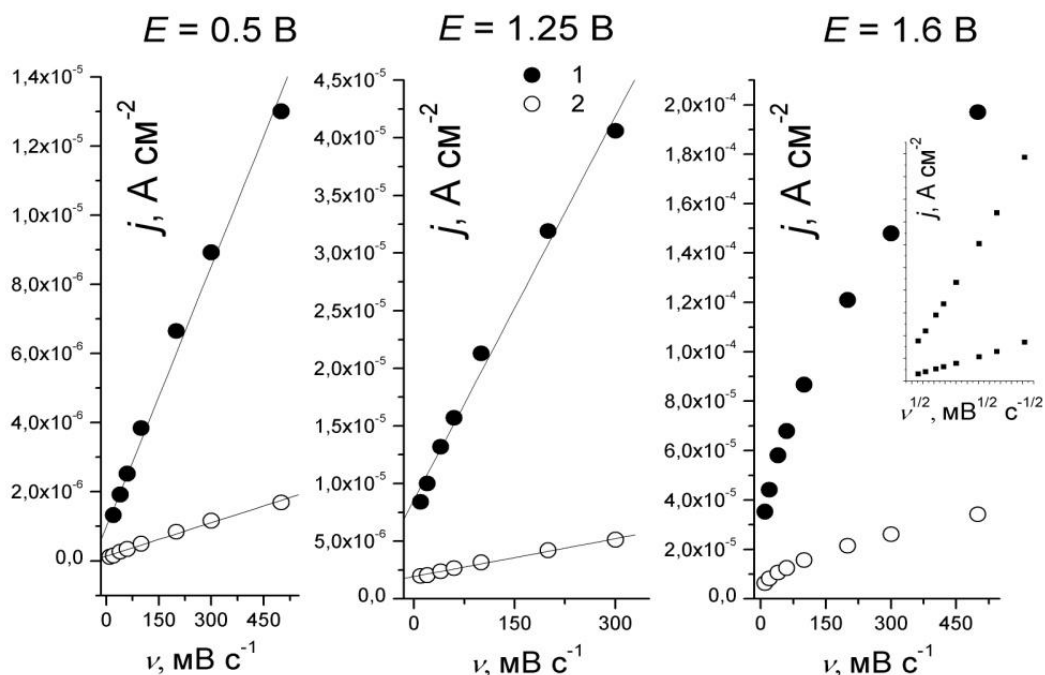 E = 0.5 В
E = 1.25 В
E = 1.6 В
1
2
j, А см-2
1,4x10-5
1,3x10-5
1,0x10-5
8,0x10-6
6,0x10-6
4,0x10-6
2,0x10-6
0,0
0
150
300
450
ν, мВ с-1
j, А см-2
4,5x10-5
4,0x10-5
3,5x10-5
3,0x10-5
2,5x10-5
2,0x10-5
1,5x10-5
1,0x10-5
5,0x10-6
0,0
0
100
200
300
ν, мВ с-1
j, А см-2
2,0x10-4
1,8x10-4
1,6x10-4
1,4x10-4
1,2x10-4
1,0x10-4
8,0x10-5
6,0x10-5
4,0x10-5
2,0x10-5
0,0
0
150
300
450
ν, мВ с-1
j, А см-2
ν1/2, мВ1/2 с-1/2